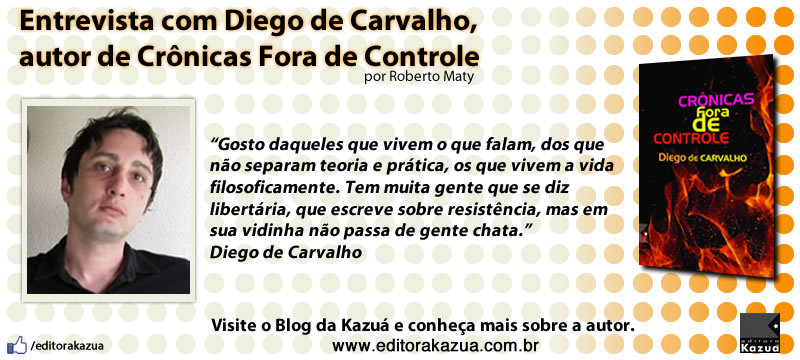 Entrevista com Diego de Carvalho,
autor de Crônicas Fora de Controle
por Roberto Maty
“Gosto daqueles que vivem o que falam, dos que
não separam teoria e prática, os que vivem a vida
filosoficamente. Tem muita gente que se diz
libertária, que escreve sobre resistência, mas em
sua vidinha não passa de gente chata.”
Diego de Carvalho
CRÔNICAS
Fora
DE
CONTROLE
Diego de CARVALHO
Visite o Blog da Kazuá e conheça mais sobre a autor.
/editorakazua
www.editorakazua.com.br
editora
Kazuá